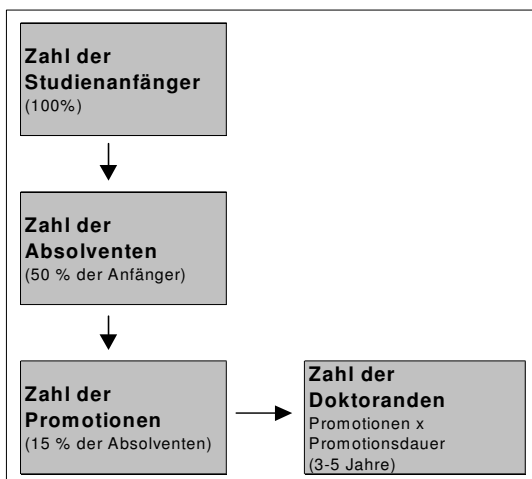 Zahl der
Studienanfänger
(100%)
Zahl der
Absolventen
(50 % der Anfänger)
Zahl der
Promotionen
(15 % der Absolventen)
Zahl der
Doktoranden
Promotionen x
Promotionsdauer
(3-5 Jahre)